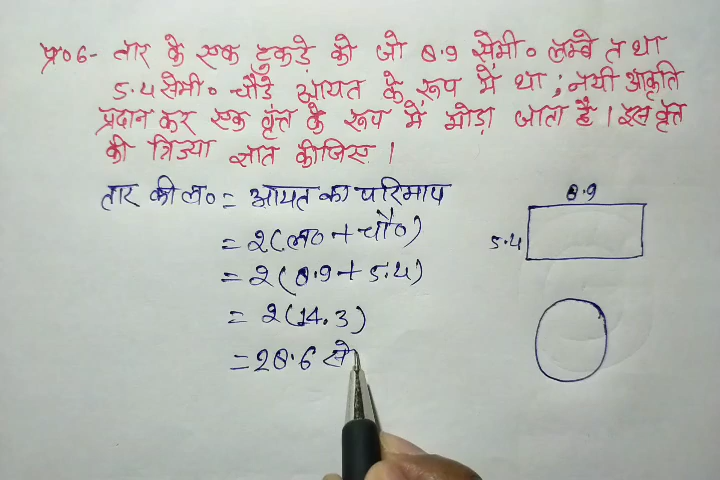 प्र०6- तार के एक टुकड़े को जो 8.9 सेमी० लम्बे तथा
5.4 सेमी० चौड़े आयत के रूप में था ; नयी आकृति
प्रदान कर एक वृत्त के रूप में मोड़ा जाता है । इस वृत्त
की त्रिज्या ज्ञात कीजिए ।
तार की ल० = आयत का परिमाप
= 2(ल० + चौ०)
= 2(8.9 + 5.4)
= 2(14.3)
= 28.6 से
8.9
5.4